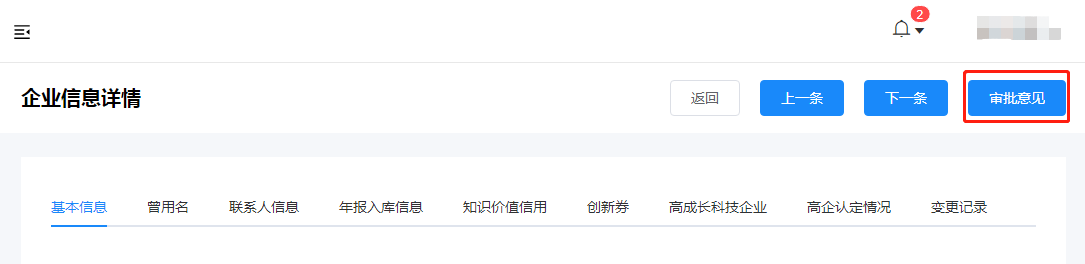 2
企业信息详情 返回 上一条 下一条 审批意见
基本信息 曾用名 联系人信息 年报入库信息 知识价值信用 创新券 高成长科技企业 高企认定情况 变更记录